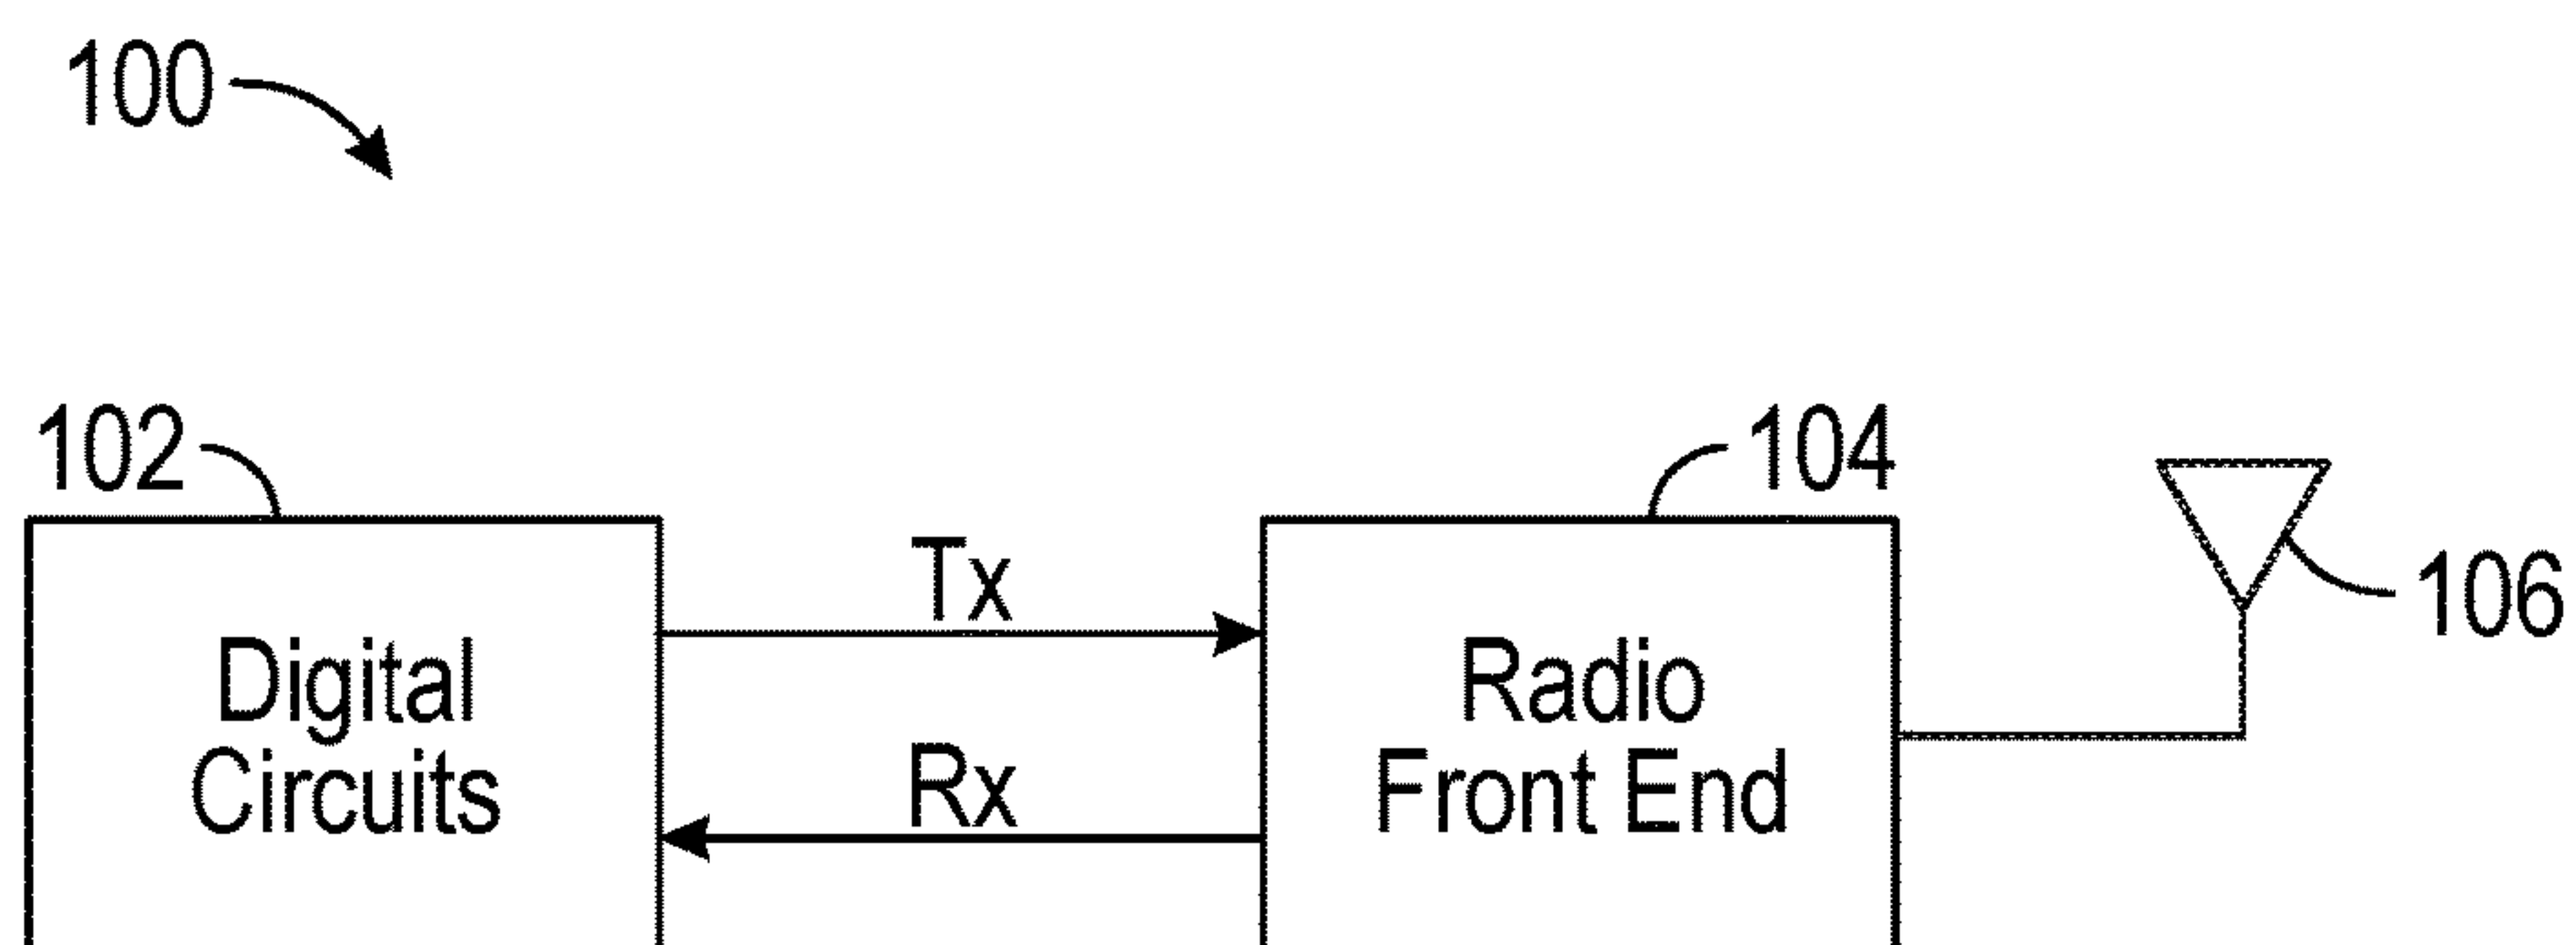 100
102
104
106
Tx
Digital
Circuits
Rx
Radio
Front End